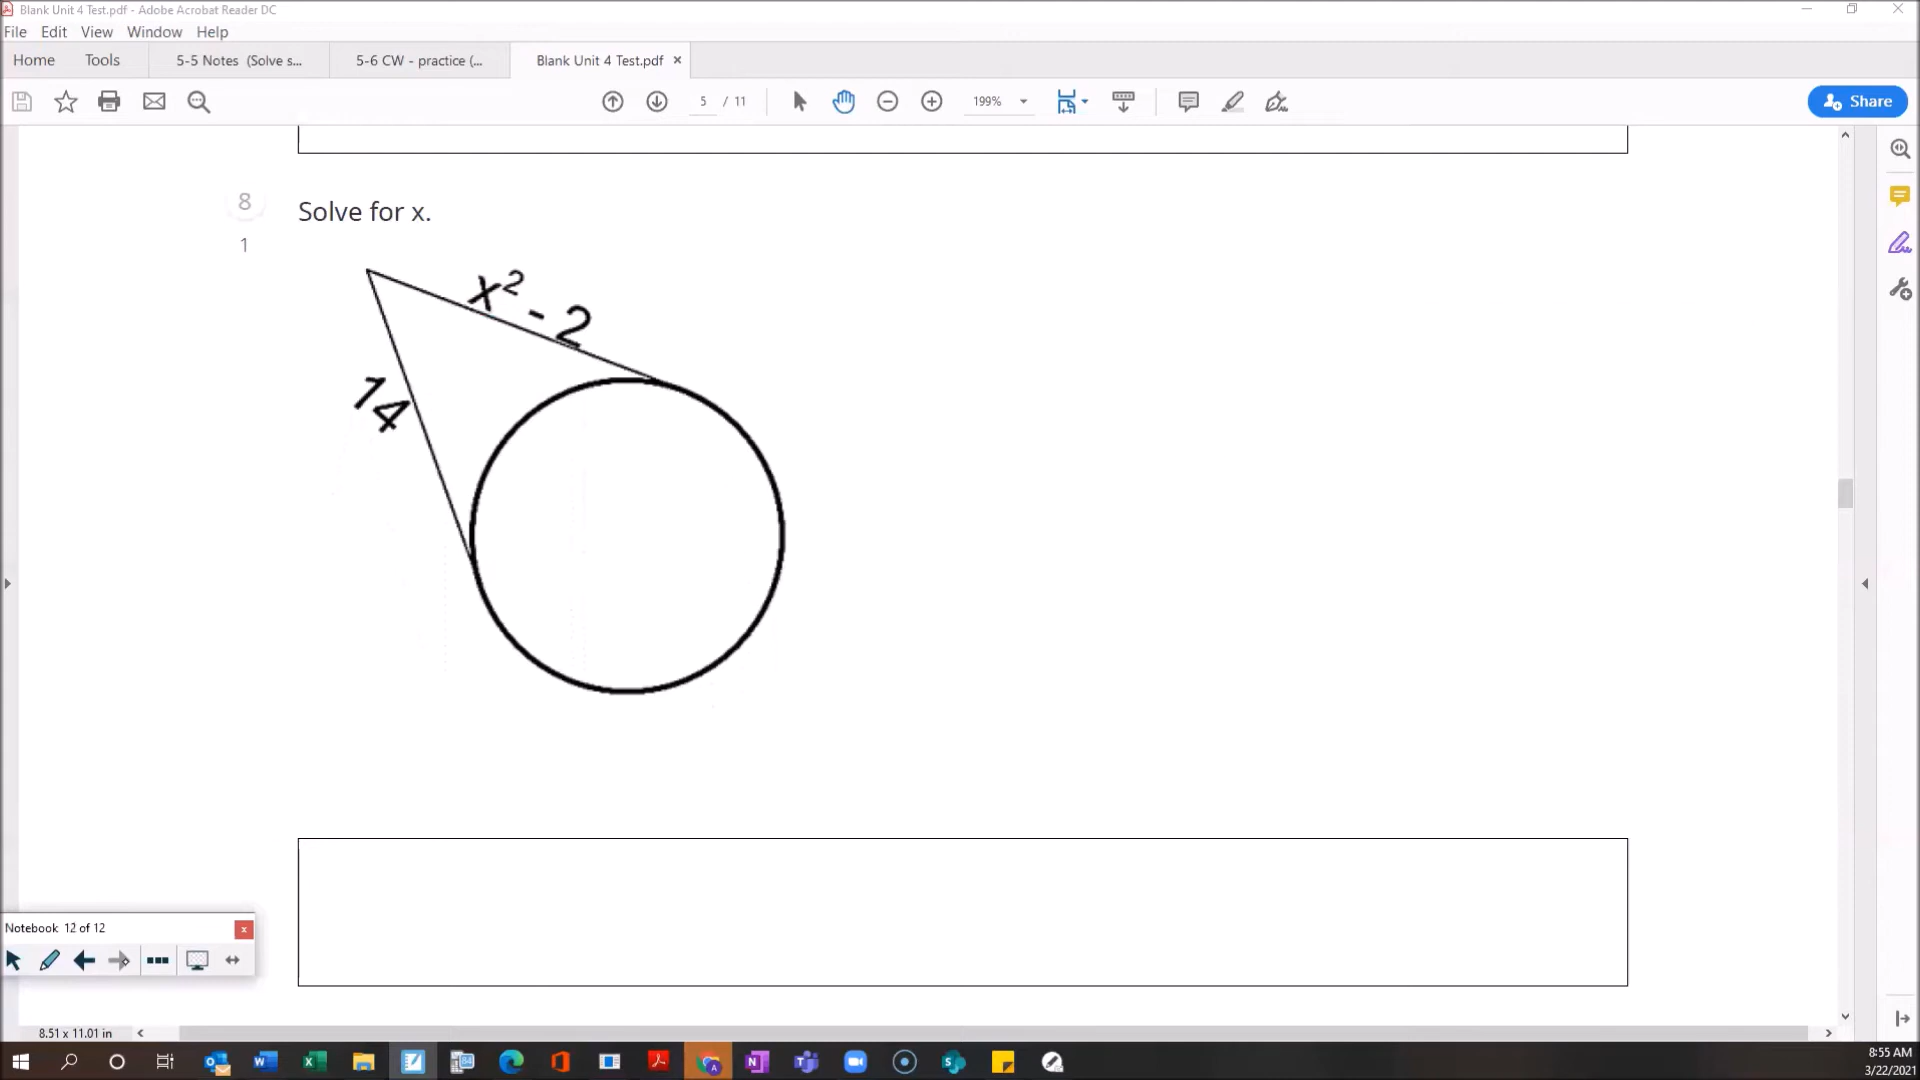 Blank Unit 4 Test.pdf - Adobe Acrobat Reader DC
File Edit View Window Help
Home Tools 5-5 Notes (Solve s... 5-6 CW - practice (... Blank Unit 4 Test.pdf ×
5 / 11 199% Share
8 Solve for x.
1
x² - 2
14
Notebook 12 of 12 x
8.51 x 11.01 in
8:55 AM
3/22/2021